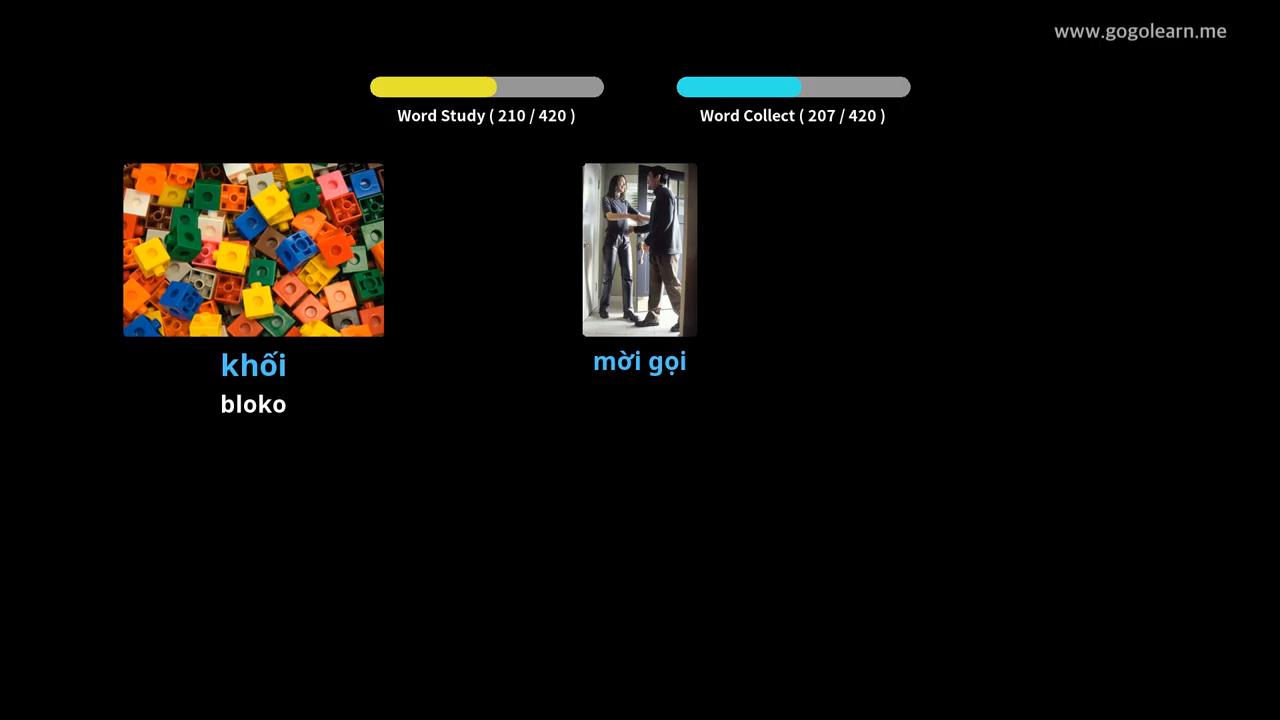 www.gogolearn.me
Word Study ( 210 / 420 )
Word Collect ( 207 / 420 )
khối
bloko
mời gọi